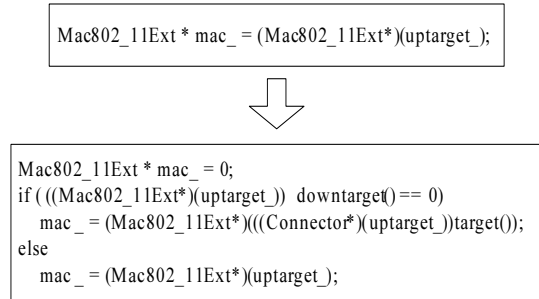 Mac802_11Ext * mac_ = (Mac802_11Ext*)(uptarget_);
Mac802_11Ext * mac_ = 0;
if ( ((Mac802_11Ext*)(uptarget_)) downtarget() == 0)
mac_ = (Mac802_11Ext*)(((Connector*)(uptarget_))target());
else
mac_ = (Mac802_11Ext*)(uptarget_);